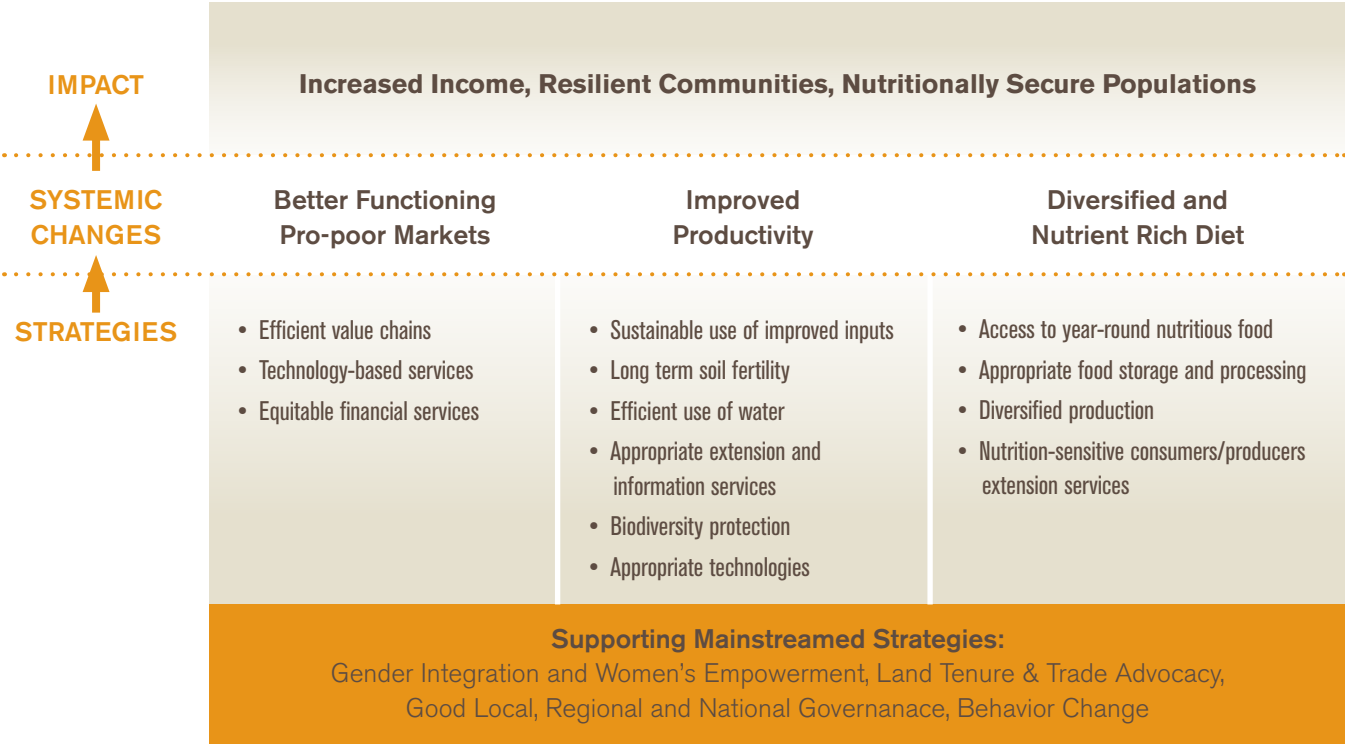 IMPACT
Increased Income, Resilient Communities, Nutritionally Secure Populations
SYSTEMIC
CHANGES
Better Functioning
Pro-poor Markets
Improved
Productivity
Diversified and
Nutrient Rich Diet
STRATEGIES
• Efficient value chains
• Technology-based services
• Equitable financial services
• Sustainable use of improved inputs
• Long term soil fertility
• Efficient use of water
• Appropriate extension and
information services
• Biodiversity protection
• Appropriate technologies
• Access to year-round nutritious food
• Appropriate food storage and processing
• Diversified production
• Nutrition-sensitive consumers/producers
extension services
Supporting Mainstreamed Strategies:
Gender Integration and Women's Empowerment, Land Tenure & Trade Advocacy,
Good Local, Regional and National Governanace, Behavior Change